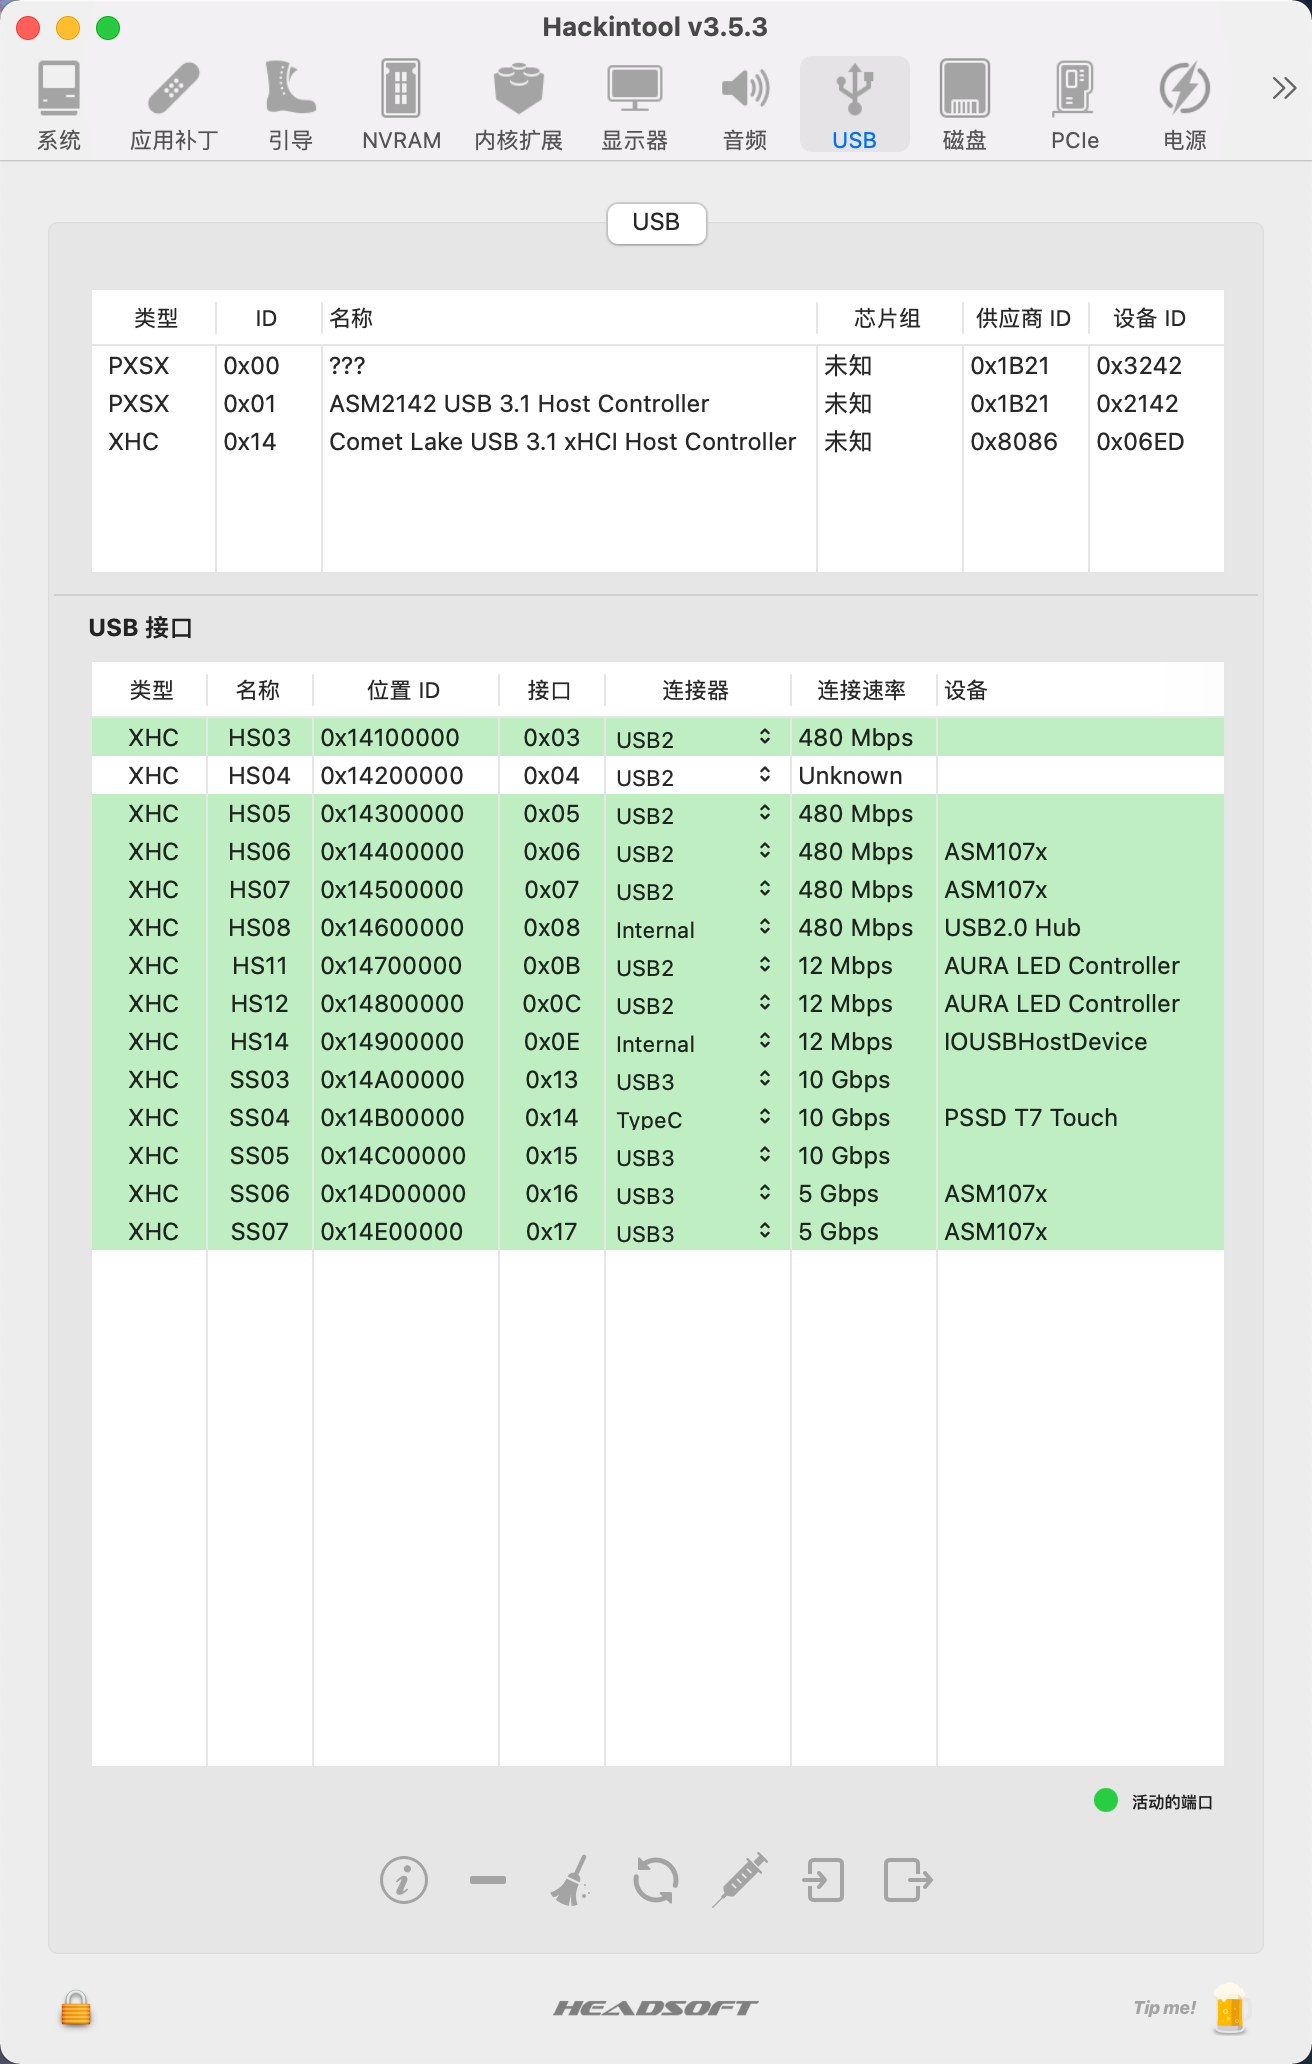 Hackintool v3.5.3
系统 应用补丁 引导 NVRAM 内核扩展 显示器 音频 USB 磁盘 PCIe 电源
USB
类型 ID 名称 芯片组 供应商 ID 设备 ID
PXSX 0x00 ??? 未知 0x1B21 0x3242
PXSX 0x01 ASM2142 USB 3.1 Host Controller 未知 0x1B21 0x2142
XHC 0x14 Comet Lake USB 3.1 xHCI Host Controller 未知 0x8086 0x06ED
USB 接口
类型 名称 位置 ID 接口 连接器 连接速率 设备
XHC HS03 0x14100000 0x03 USB2 480 Mbps
XHC HS04 0x14200000 0x04 USB2 Unknown
XHC HS05 0x14300000 0x05 USB2 480 Mbps
XHC HS06 0x14400000 0x06 USB2 480 Mbps ASM107x
XHC HS07 0x14500000 0x07 USB2 480 Mbps ASM107x
XHC HS08 0x14600000 0x08 Internal 480 Mbps USB2.0 Hub
XHC HS11 0x14700000 0x0B USB2 12 Mbps AURA LED Controller
XHC HS12 0x14800000 0x0C USB2 12 Mbps AURA LED Controller
XHC HS14 0x14900000 0x0E Internal 12 Mbps IOUSBHostDevice
XHC SS03 0x14A00000 0x13 USB3 10 Gbps
XHC SS04 0x14B00000 0x14 TypeC 10 Gbps PSSD T7 Touch
XHC SS05 0x14C00000 0x15 USB3 10 Gbps
XHC SS06 0x14D00000 0x16 USB3 5 Gbps ASM107x
XHC SS07 0x14E00000 0x17 USB3 5 Gbps ASM107x
活动的端口
HEADSOFT
Tip me!